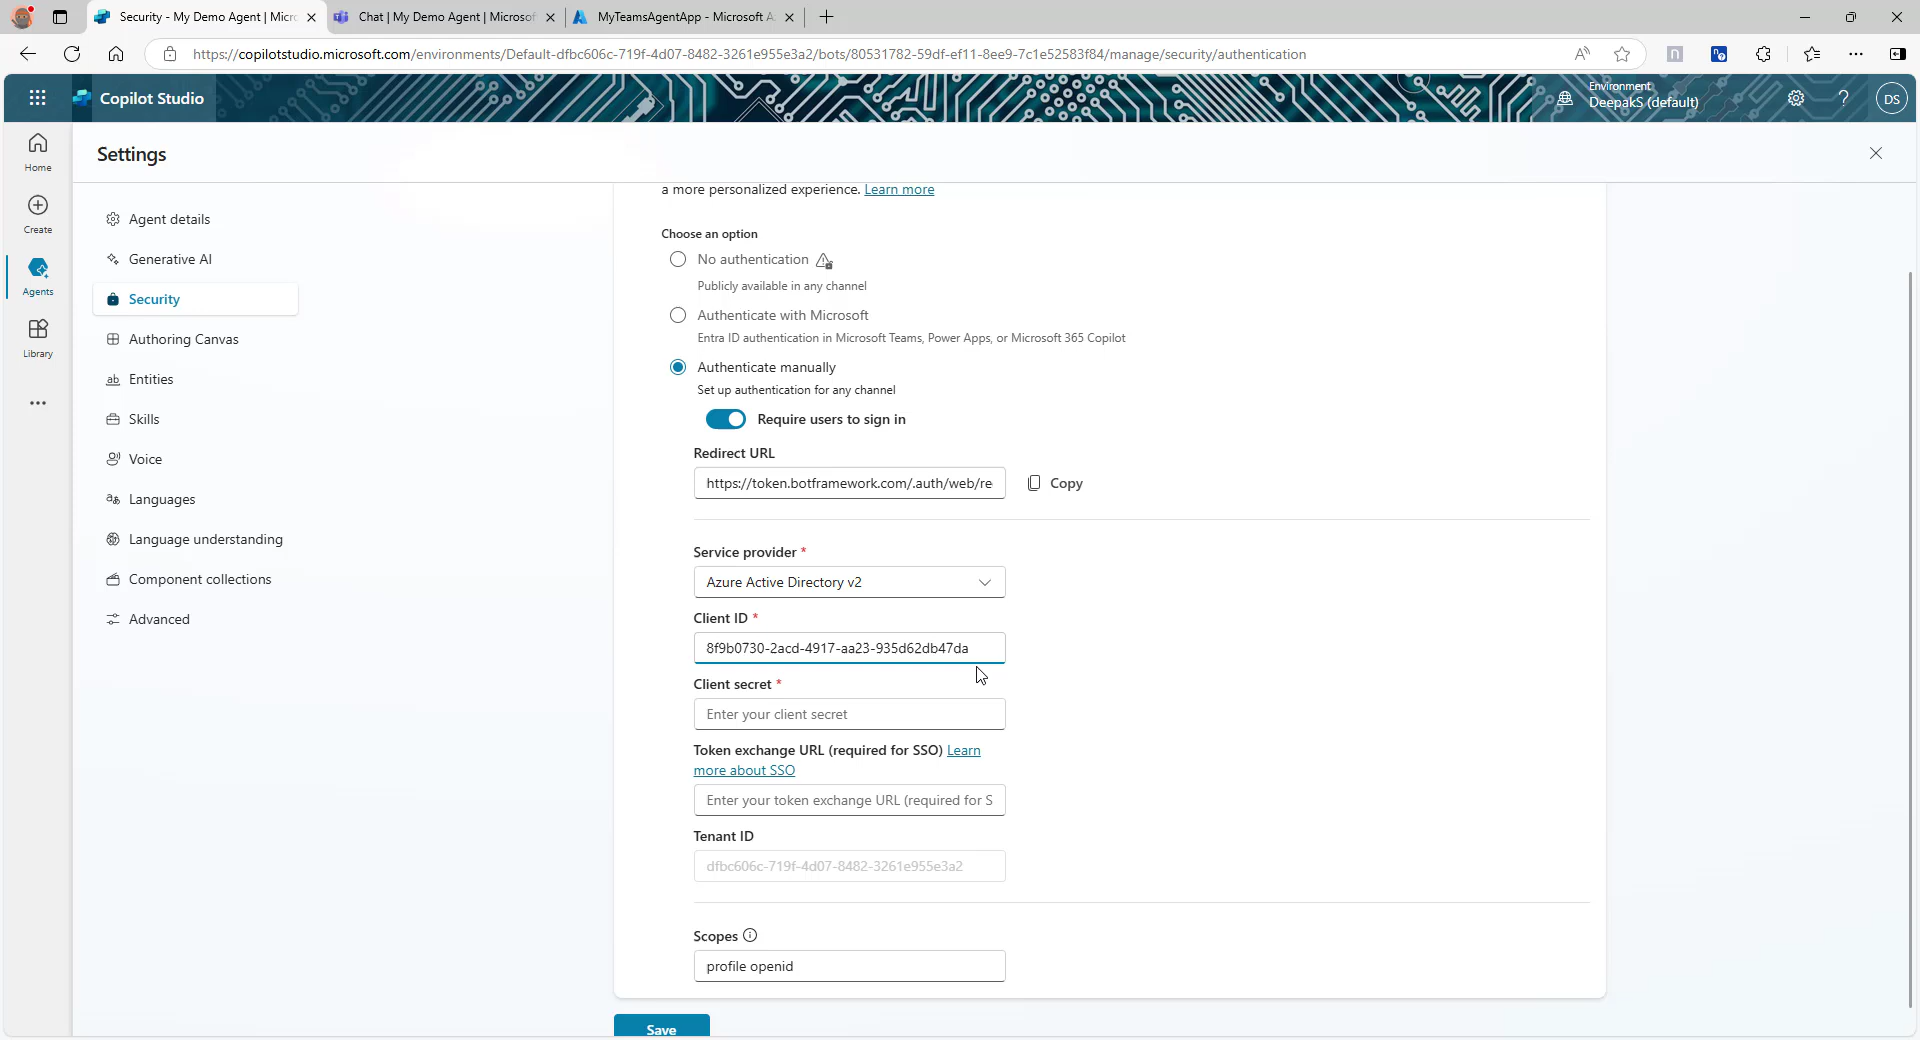 Security - My Demo Agent | Micr
Chat | My Demo Agent | Microsof
MyTeamsAgentApp - Microsoft A
https://copilotstudio.microsoft.com/environments/Default-dfbc606c-719f-4d07-8482-3261e955e3a2/bots/80531782-59df-ef11-8ee9-7c1e52583f84/manage/security/authentication
Copilot Studio
Environment
DeepakS (default)
DS
Home
Create
Agents
Library
Settings
Agent details
Generative AI
Security
Authoring Canvas
Entities
Skills
Voice
Languages
Language understanding
Component collections
Advanced
a more personalized experience. Learn more
Choose an option
No authentication
Publicly available in any channel
Authenticate with Microsoft
Entra ID authentication in Microsoft Teams, Power Apps, or Microsoft 365 Copilot
Authenticate manually
Set up authentication for any channel
Require users to sign in
Redirect URL
https://token.botframework.com/.auth/web/re
Copy
Service provider *
Azure Active Directory v2
Client ID *
8f9b0730-2acd-4917-aa23-935d62db47da
Client secret *
Enter your client secret
Token exchange URL (required for SSO) Learn
more about SSO
Enter your token exchange URL (required for S
Tenant ID
dfbc606c-719f-4d07-8482-3261e955e3a2
Scopes
profile openid
Save